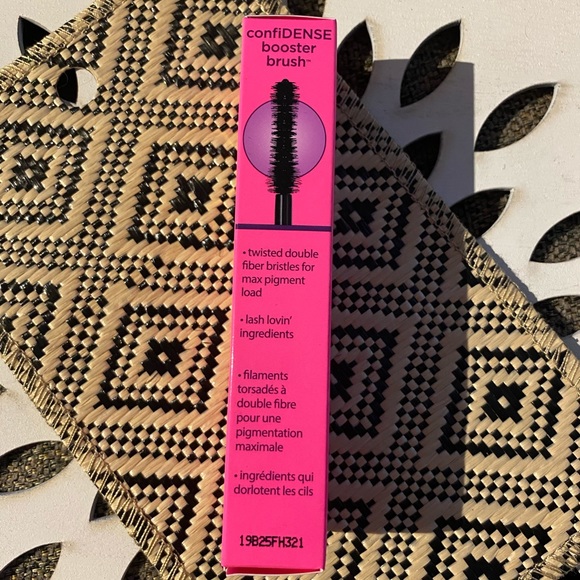 confiDENSE
booster
brush™
• twisted double
fiber bristles for
max pigment
load
• lash lovin'
ingredients
• filaments
torsadés à
double fibre
pour une
pigmentation
maximale
• ingrédients qui
dorlotent les cils
19B25FH321